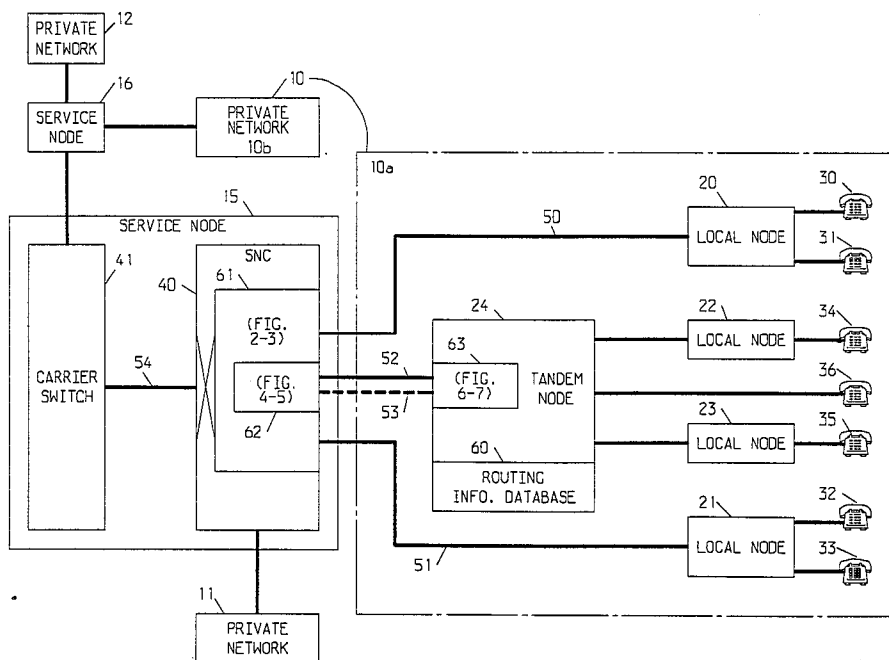 12
PRIVATE
NETWORK
16
SERVICE
NODE
10
PRIVATE
NETWORK
10b
10a
15
SERVICE NODE
41
CARRIER
SWITCH
54
SNC
40
61
(FIG.
2-3)
(FIG.
4-5)
62
50
52
53
51
24
63
(FIG.
6-7)
TANDEM
NODE
60
ROUTING
INFO. DATABASE
20
LOCAL NODE
30
31
22
LOCAL NODE
34
36
23
LOCAL NODE
35
21
LOCAL NODE
32
33
11
PRIVATE
NETWORK